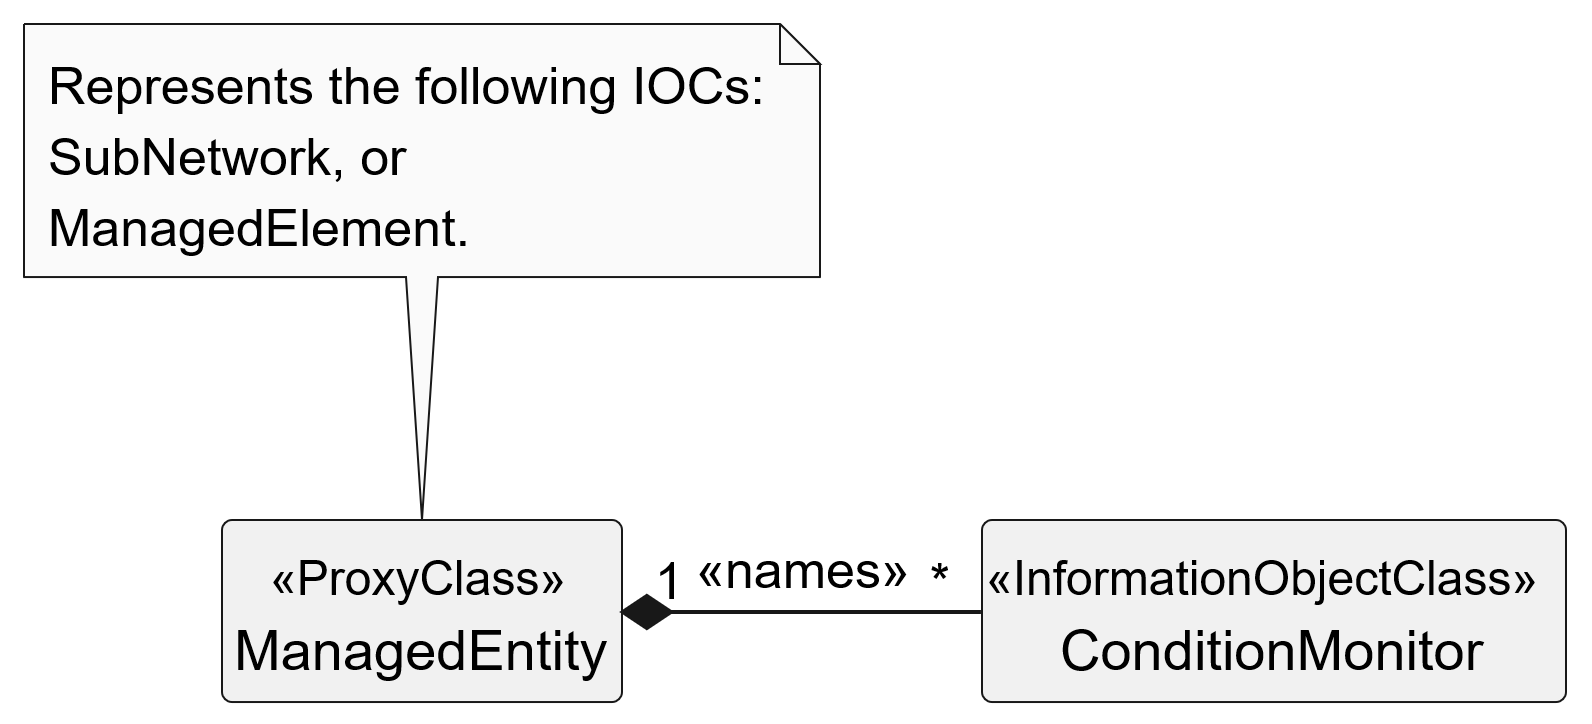 Represents the following IOCs:
SubNetwork, or
ManagedElement.
«ProxyClass»
ManagedEntity
1 «names» *
«InformationObjectClass»
ConditionMonitor